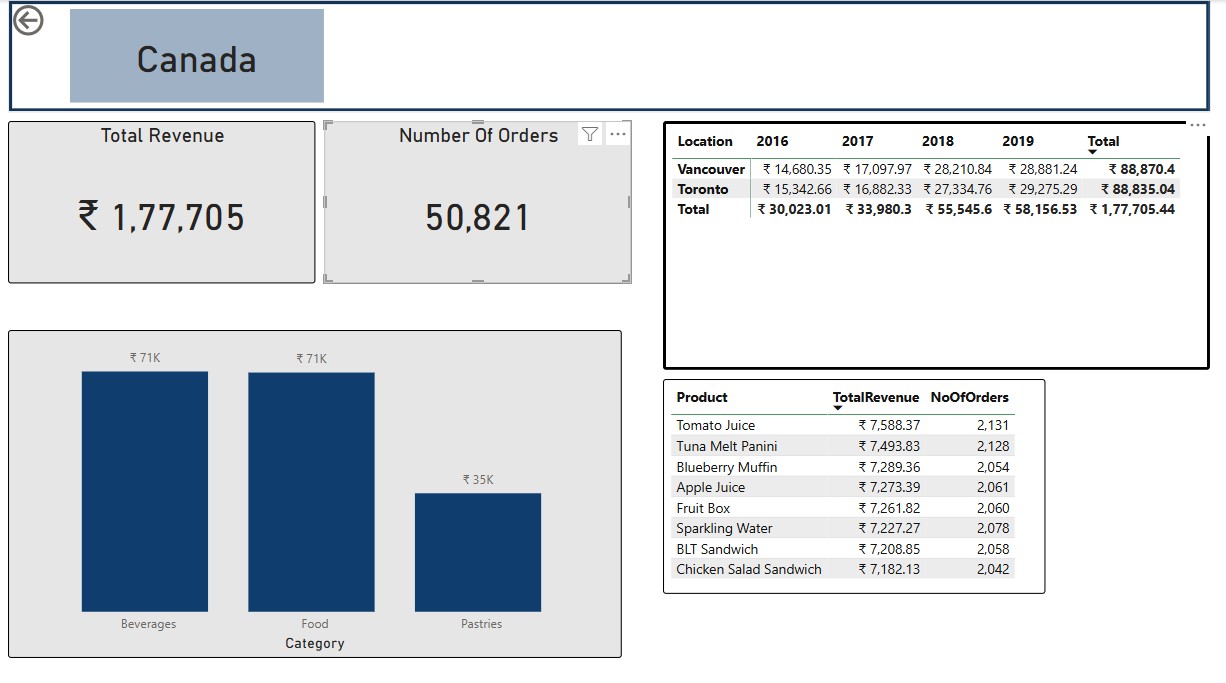 Canada
Total Revenue
₹ 1,77,705
Number Of Orders
50,821
Location 2016 2017 2018 2019 Total
Vancouver ₹ 14,680.35 ₹ 17,097.97 ₹ 28,210.84 ₹ 28,881.24 ₹ 88,870.4
Toronto ₹ 15,342.66 ₹ 16,882.33 ₹ 27,334.76 ₹ 29,275.29 ₹ 88,835.04
Total ₹ 30,023.01 ₹ 33,980.3 ₹ 55,545.6 ₹ 58,156.53 ₹ 1,77,705.44
₹ 71K ₹ 71K
₹ 35K
Beverages Food Pastries
Category
Product TotalRevenue NoOfOrders
Tomato Juice ₹ 7,588.37 2,131
Tuna Melt Panini ₹ 7,493.83 2,128
Blueberry Muffin ₹ 7,289.36 2,054
Apple Juice ₹ 7,273.39 2,061
Fruit Box ₹ 7,261.82 2,060
Sparkling Water ₹ 7,227.27 2,078
BLT Sandwich ₹ 7,208.85 2,058
Chicken Salad Sandwich ₹ 7,182.13 2,042